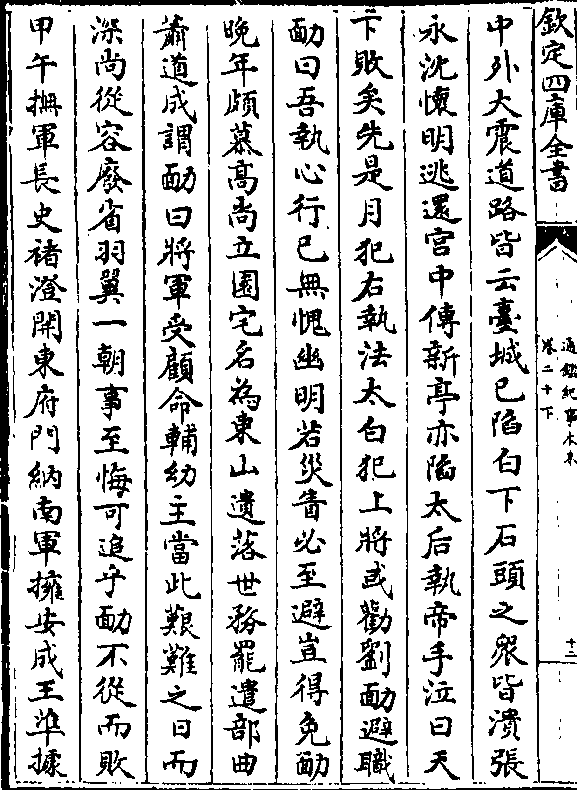 欽定四庫全書
通鑑紀事本末
卷二十下
十二
中外大震道路皆云臺城已陷白下石頭之衆皆潰張
永沈懷明逃還宮中傳新亭亦陷太后執帝手泣曰天
下敗矣先是月犯右執法太白犯上將或勸劉勔避職
勔曰吾執心行已無愧幽明若災眚必至避豈得免勔
晚年頗慕高尚立園宅名為東山遺落世務罷遣部曲
蕭道成謂勔曰將軍受顧命輔幼主當此艱難之日而
深尚從容廢省羽翼一朝事至悔可追乎勔不從而敗
甲午撫軍長史禇澄開東府門納南軍擁安成王凖據